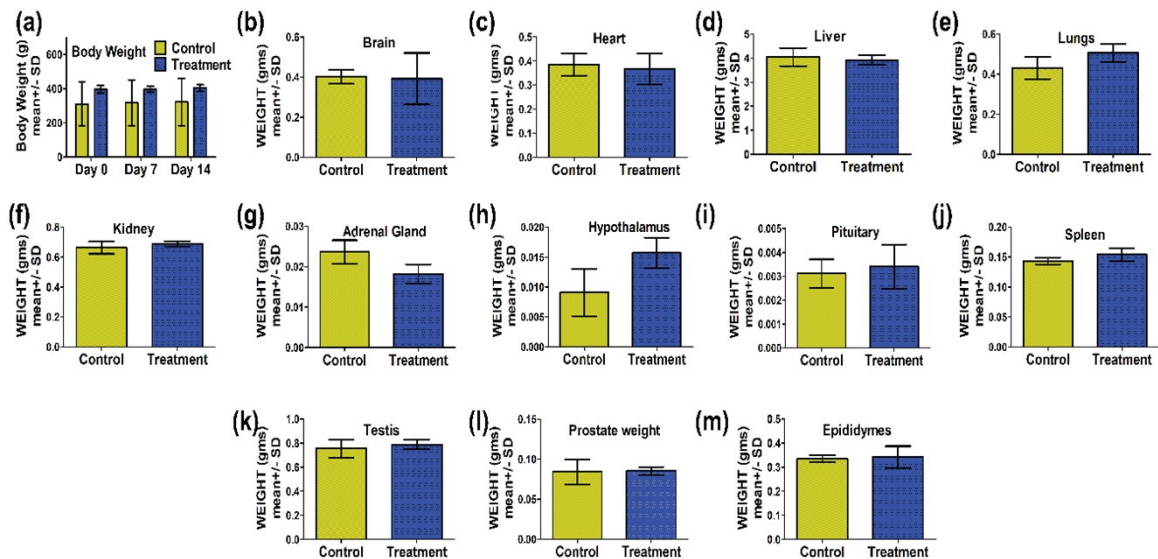 (a)
Body Weight
Control
Treatment
Body Weight (g)
mean+/- SD
600
400
200
0
Day 0 Day 7 Day 14
(b)
Brain
WEIGHT (gms)
mean+/- SD
0.6
0.4
0.2
0.0
Control Treatment
(c)
Heart
WEIGHT (gms)
mean+/- SD
0.5
0.4
0.3
0.2
0.1
0.0
Control Treatment
(d)
Liver
WEIGHT (gms)
mean+/- SD
5
4
3
2
1
0
Control Treatment
(e)
Lungs
WEIGHT (gms)
mean+/- SD
0.6
0.4
0.2
0.0
Control Treatment
(f)
Kidney
WEIGHT (gms)
mean+/- SD
0.8
0.6
0.4
0.2
0.0
Control Treatment
(g)
Adrenal Gland
WEIGHT (gms)
mean+/- SD
0.03
0.02
0.01
0.00
Control Treatment
(h)
Hypothalamus
WEIGHT (gms)
mean+/- SD
0.020
0.015
0.010
0.005
0.000
Control Treatment
(i)
Pituitary
WEIGHT (gms)
mean+/- SD
0.005
0.004
0.003
0.002
0.001
0.000
Control Treatment
(j)
Spleen
WEIGHT (gms)
mean+/- SD
0.20
0.15
0.10
0.05
0.00
Control Treatment
(k)
Testis
WEIGHT (gms)
mean+/- SD
1.0
0.8
0.6
0.4
0.2
0.0
Control Treatment
(l)
Prostate weight
WEIGHT (gms)
mean+/- SD
0.15
0.10
0.05
0.00
Control Treatment
(m)
Epididymes
WEIGHT (gms)
mean+/- SD
0.5
0.4
0.3
0.2
0.1
0.0
Control Treatment